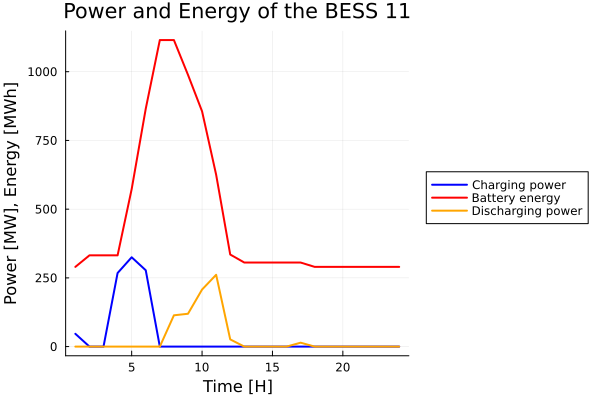 Power and Energy of the BESS 11
Power [MW], Energy [MWh]
1000
750
500
250
0
5
10
15
20
Time [H]
Charging power
Battery energy
Discharging power